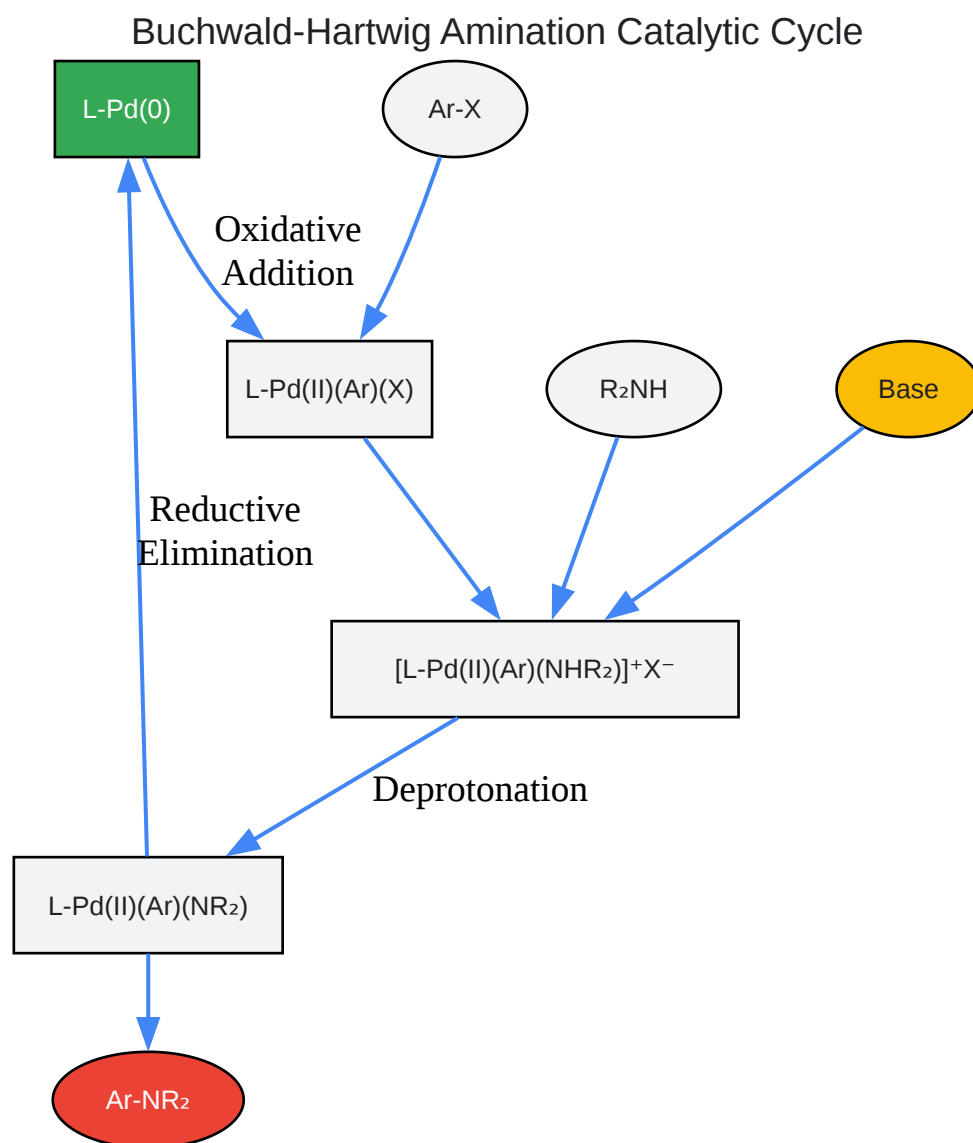 Buchwald-Hartwig Amination Catalytic Cycle
L-Pd(0)
Ar-X
Oxidative
Addition
L-Pd(II)(Ar)(X)
R₂NH
Base
Reductive
Elimination
[L-Pd(II)(Ar)(NHR₂)]⁺X⁻
Deprotonation
L-Pd(II)(Ar)(NR₂)
Ar-NR₂